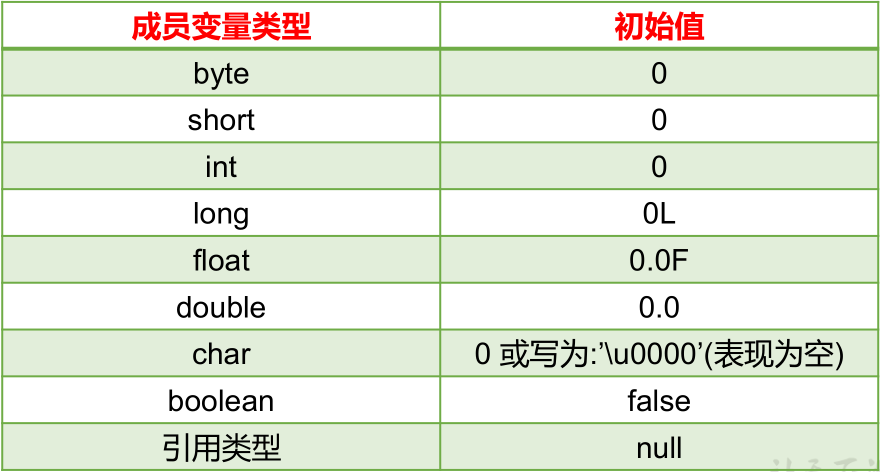 成员变量类型 初始值
byte 0
short 0
int 0
long 0L
float 0.0F
double 0.0
char 0 或写为:’\u0000’(表现为空)
boolean false
引用类型 null